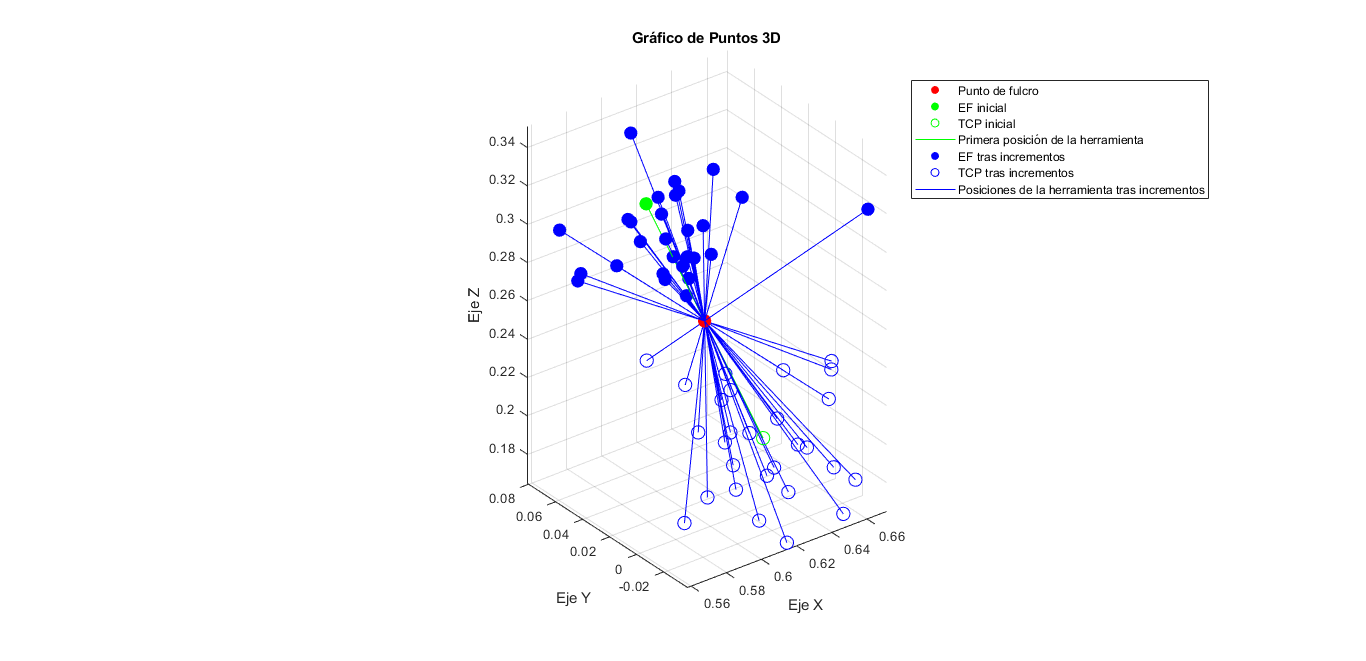 Gráfico de Puntos 3D
Punto de fulcro
EF inicial
TCP inicial
Primera posición de la herramienta
EF tras incrementos
TCP tras incrementos
Posiciones de la herramienta tras incrementos
Eje Z
0.34
0.32
0.3
0.28
0.26
0.24
0.22
0.2
0.18
0.08
0.06
0.04
0.02
0
-0.02
Eje Y
0.56
0.58
0.6
0.62
0.64
0.66
Eje X